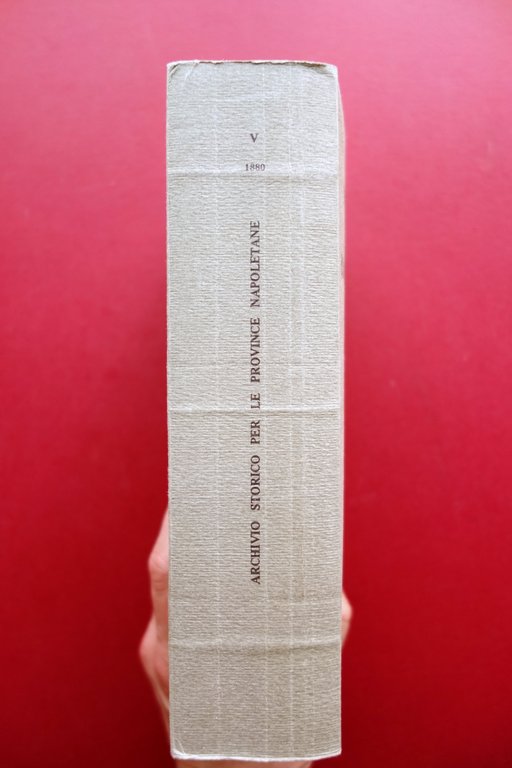 V
1880
ARCHIVIO STORICO PER LE PROVINCE NAPOLETANE